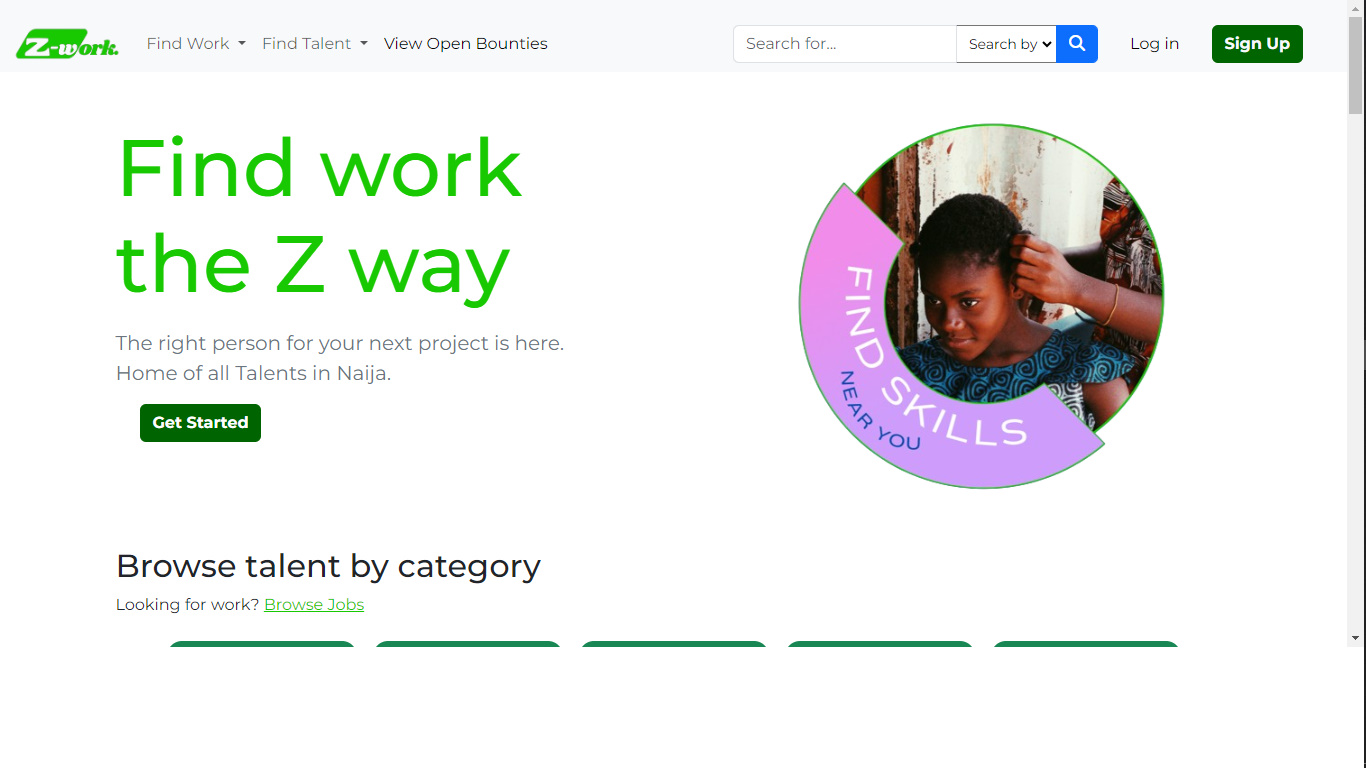 Z-work.
Find Work
Find Talent
View Open Bounties
Search for...
Search by
Log in
Sign Up
Find work
the Z way
The right person for your next project is here.
Home of all Talents in Naija.
Get Started
FIND SKILLS
NEAR YOU
Browse talent by category
Looking for work? Browse Jobs